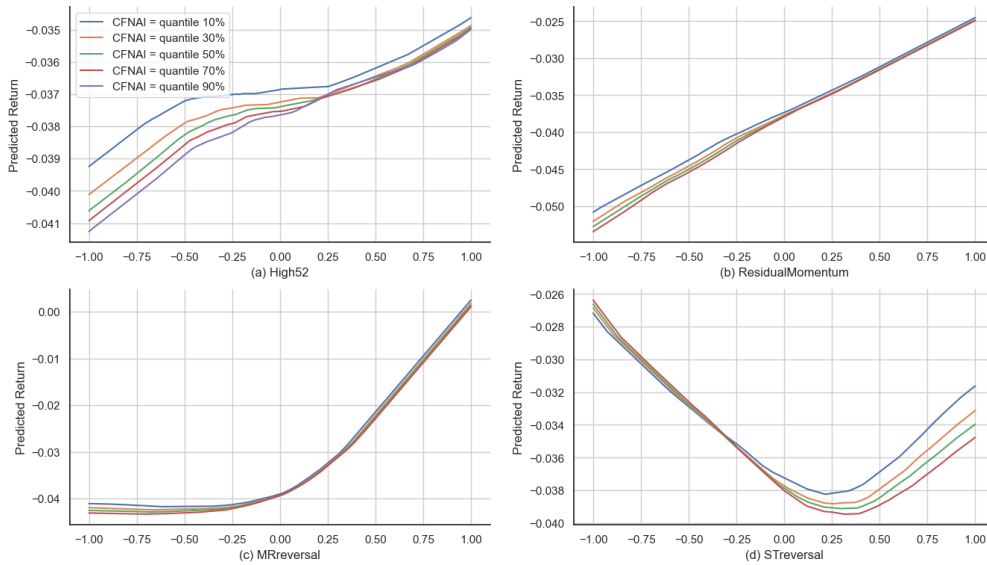 CFNAI = quantile 10%
CFNAI = quantile 30%
CFNAI = quantile 50%
CFNAI = quantile 70%
CFNAI = quantile 90%
Predicted Return
−0.035
−0.036
−0.037
−0.038
−0.039
−0.040
−0.041
−1.00 −0.75 −0.50 −0.25 0.00 0.25 0.50 0.75 1.00
(a) High52
Predicted Return
−0.025
−0.030
−0.035
−0.040
−0.045
−0.050
−1.00 −0.75 −0.50 −0.25 0.00 0.25 0.50 0.75 1.00
(b) ResidualMomentum
Predicted Return
0.00
−0.01
−0.02
−0.03
−0.04
−1.00 −0.75 −0.50 −0.25 0.00 0.25 0.50 0.75 1.00
(c) MRreversal
Predicted Return
−0.026
−0.028
−0.030
−0.032
−0.034
−0.036
−0.038
−0.040
−1.00 −0.75 −0.50 −0.25 0.00 0.25 0.50 0.75 1.00
(d) STreversal